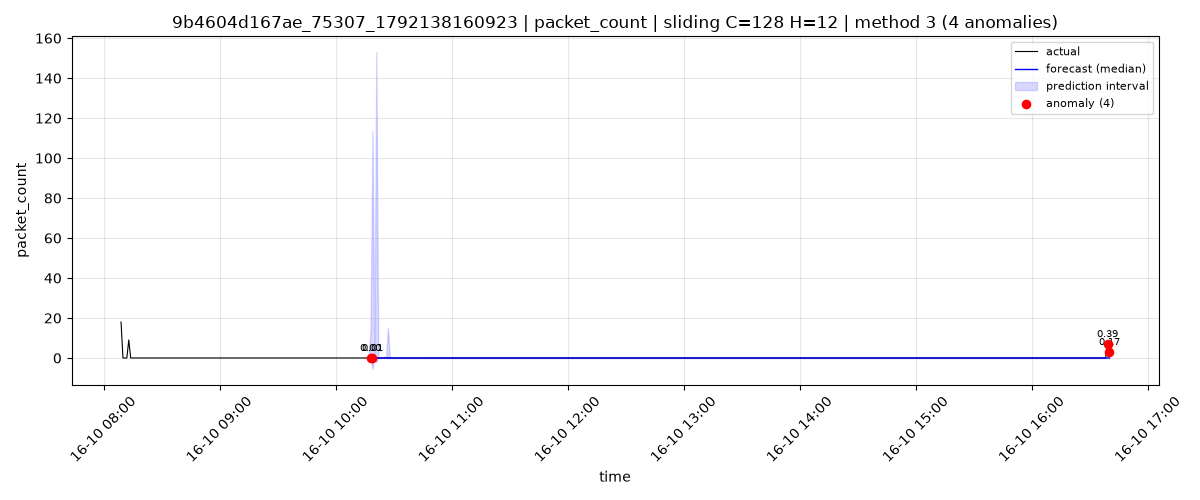 9b4604d167ae_75307_1792138160923 | packet_count | sliding C=128 H=12 | method 3 (4 anomalies)
packet_count
160
140
120
100
80
60
40
20
0
actual
forecast (median)
prediction interval
anomaly (4)
0.39
16-10 08:00
16-10 09:00
16-10 10:00
16-10 11:00
16-10 12:00
16-10 13:00
16-10 14:00
16-10 15:00
16-10 16:00
16-10 17:00
time